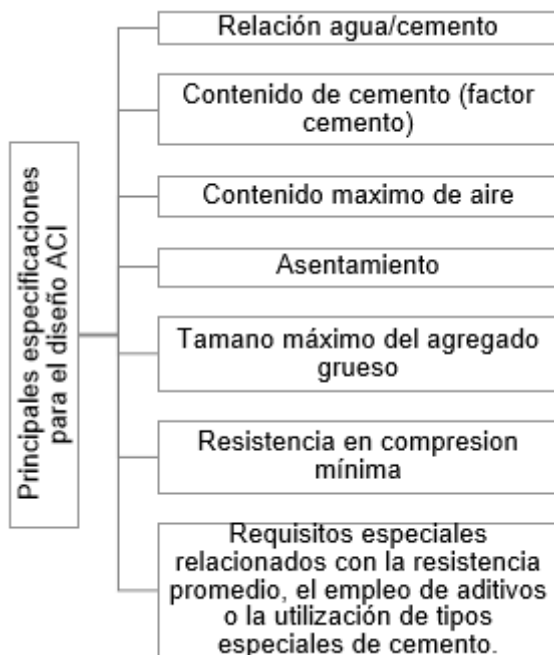 Principales especificaciones
para el diseño ACI
Relación agua/cemento
Contenido de cemento (factor
cemento)
Contenido maximo de aire
Asentamiento
Tamano máximo del agregado
grueso
Resistencia en compresion
mínima
Requisitos especiales
relacionados con la resistencia
promedio, el empleo de aditivos
o la utilización de tipos
especiales de cemento.